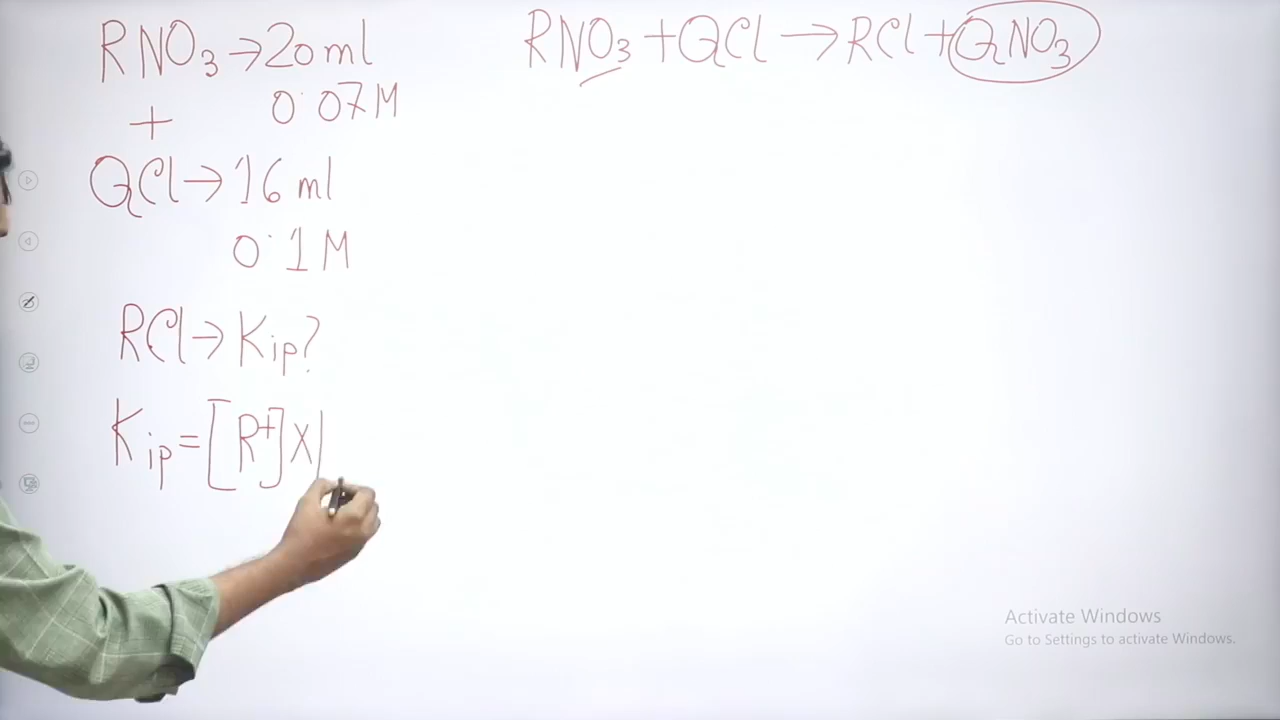 RNO₃→20 ml
0.07M
+
QCl→16 ml
0.1M
RCl→Kip?
Kip=[R⁺]×
RNO₃+QCl→RCl+QNO₃
Activate Windows
Go to Settings to activate Windows.